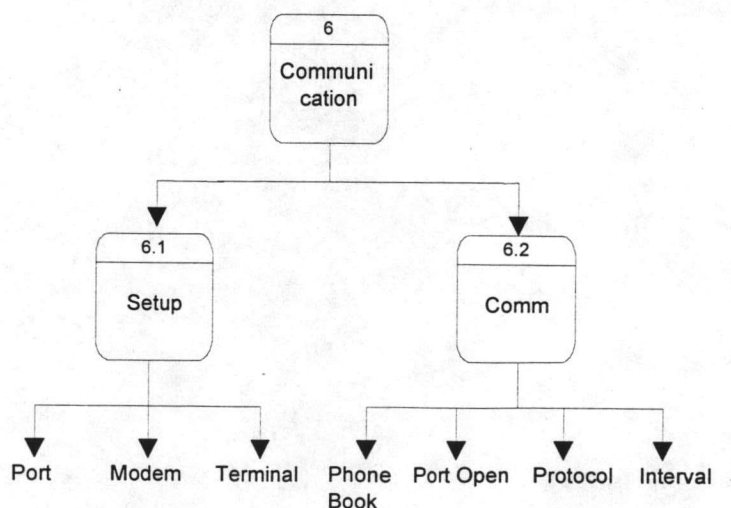 6
Communi
cation
6.1
6.2
Setup
Comm
Port Modem Terminal Phone Port Open Protocol Interval
Book